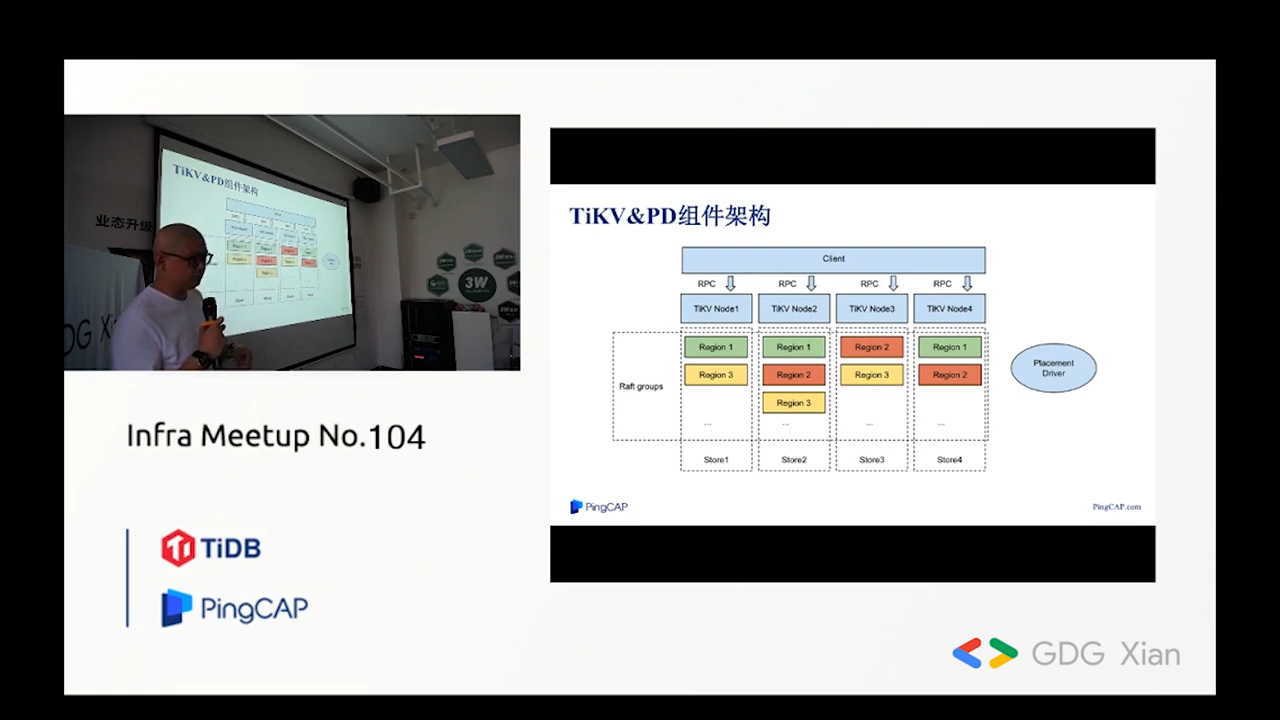 TiKV&PD组件架构
业态升级
3W
DG Xi
Infra Meetup No.104
TiDB
PingCAP
TiKV&PD组件架构
Client
RPC
RPC
RPC
RPC
TiKV Node1
TiKV Node2
TiKV Node3
TiKV Node4
Raft groups
Region 1
Region 3
...
Store1
Region 1
Region 2
Region 3
...
Store2
Region 2
Region 3
...
Store3
Region 1
Region 2
...
Store4
Placement
Driver
PingCAP
PingCAP.com
GDG Xian